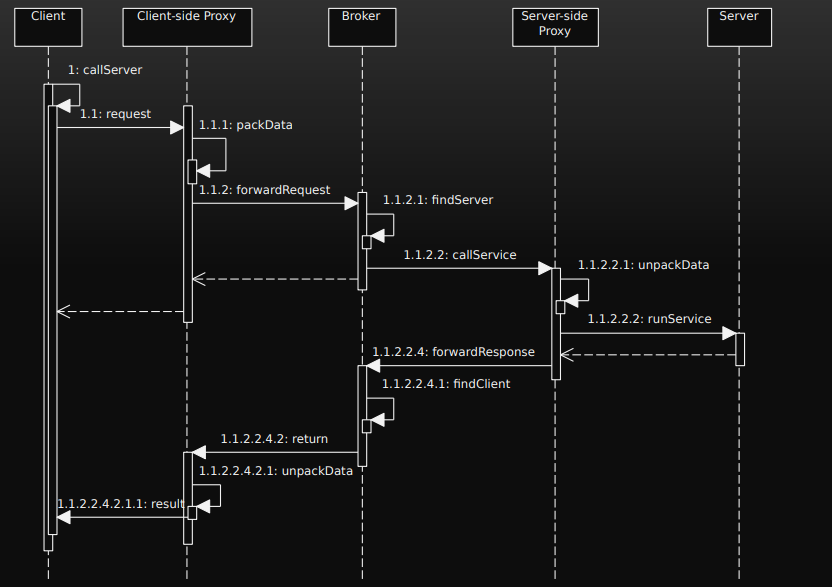 Client
Client-side Proxy
Broker
Server-side
Proxy
Server
1: callServer
1.1: request
1.1.1: packData
1.1.2: forwardRequest
1.1.2.1: findServer
1.1.2.2: callService
1.1.2.2.1: unpackData
1.1.2.2.2: runService
1.1.2.2.4: forwardResponse
1.1.2.2.4.1: findClient
1.1.2.2.4.2: return
1.1.2.2.4.2.1: unpackData
1.1.2.2.4.2.1.1: result